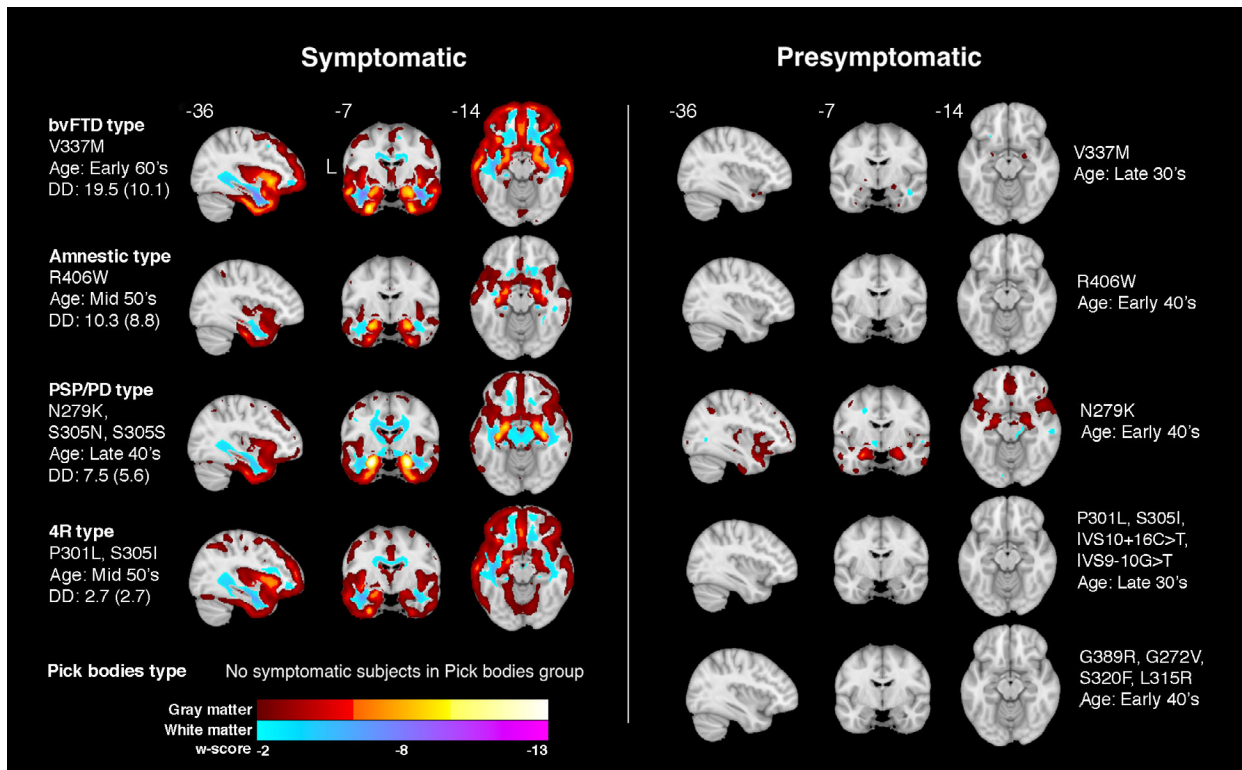 Symptomatic
Presymptomatic
-36
-7
-14
bvFTD type
V337M
Age: Early 60's
DD: 19.5 (10.1)
L
Amnestic type
R406W
Age: Mid 50's
DD: 10.3 (8.8)
PSP/PD type
N279K,
S305N, S305S
Age: Late 40's
DD: 7.5 (5.6)
4R type
P301L, S305I
Age: Mid 50's
DD: 2.7 (2.7)
Pick bodies type
No symptomatic subjects in Pick bodies group
Gray matter
White matter
w-score
-2
-8
-13
-36
-7
-14
V337M
Age: Late 30's
R406W
Age: Early 40's
N279K
Age: Early 40's
P301L, S305I,
IVS10+16C>T,
IVS9-10G>T
Age: Late 30's
G389R, G272V,
S320F, L315R
Age: Early 40's